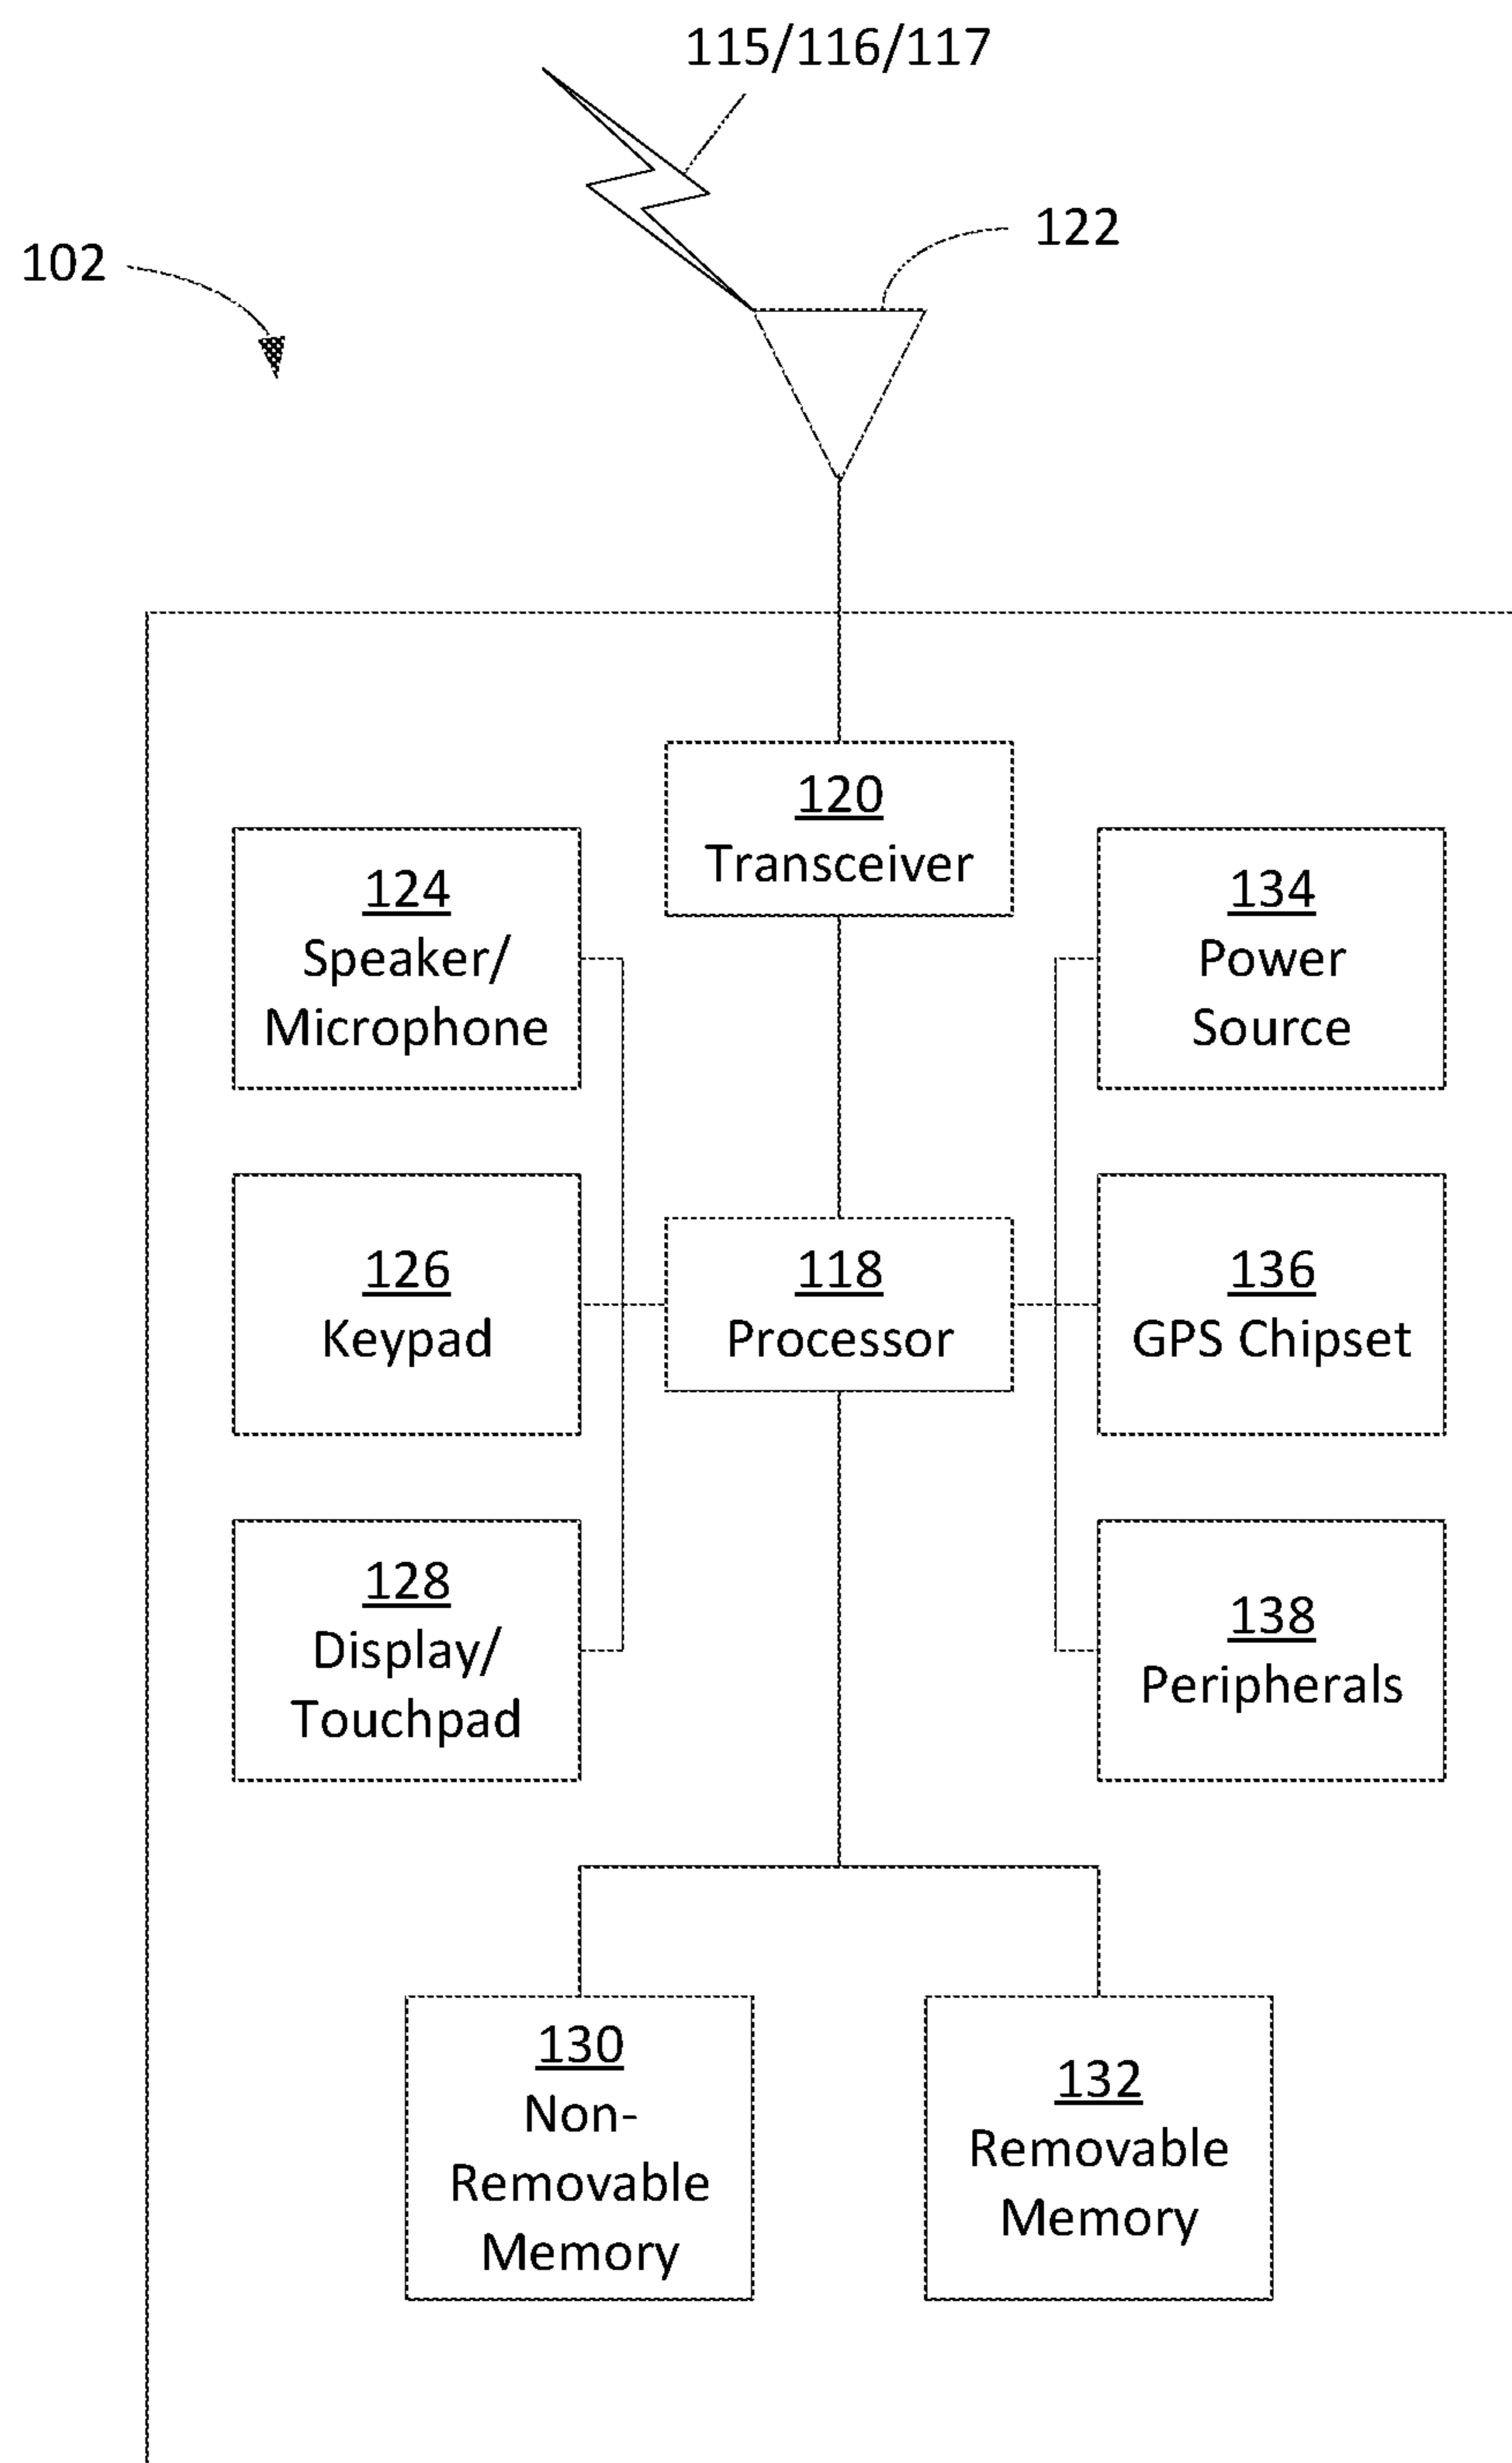 115/116/117
122
102
120
Transceiver
124
Speaker/
Microphone
134
Power
Source
126
Keypad
118
Processor
136
GPS Chipset
128
Display/
Touchpad
138
Peripherals
130
Non-
Removable
Memory
132
Removable
Memory